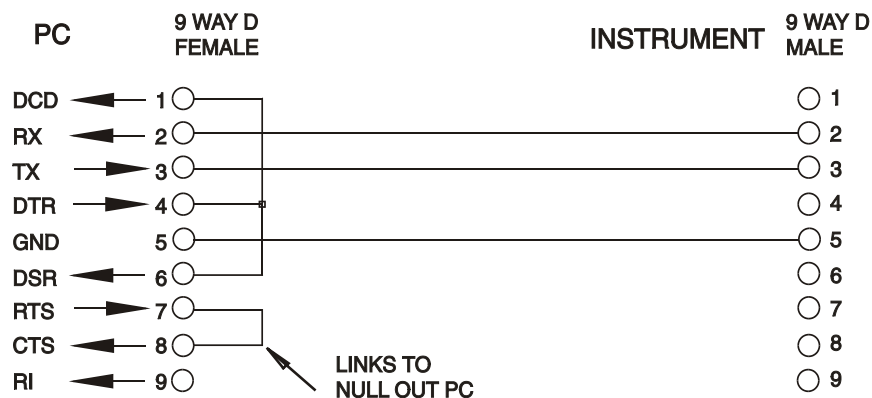 PC
9 WAY D
FEMALE
INSTRUMENT
9 WAY D
MALE
DCD 1 1
RX 2 2
TX 3 3
DTR 4 4
GND 5 5
DSR 6 6
RTS 7 7
CTS 8 8
RI 9 9
LINKS TO
NULL OUT PC